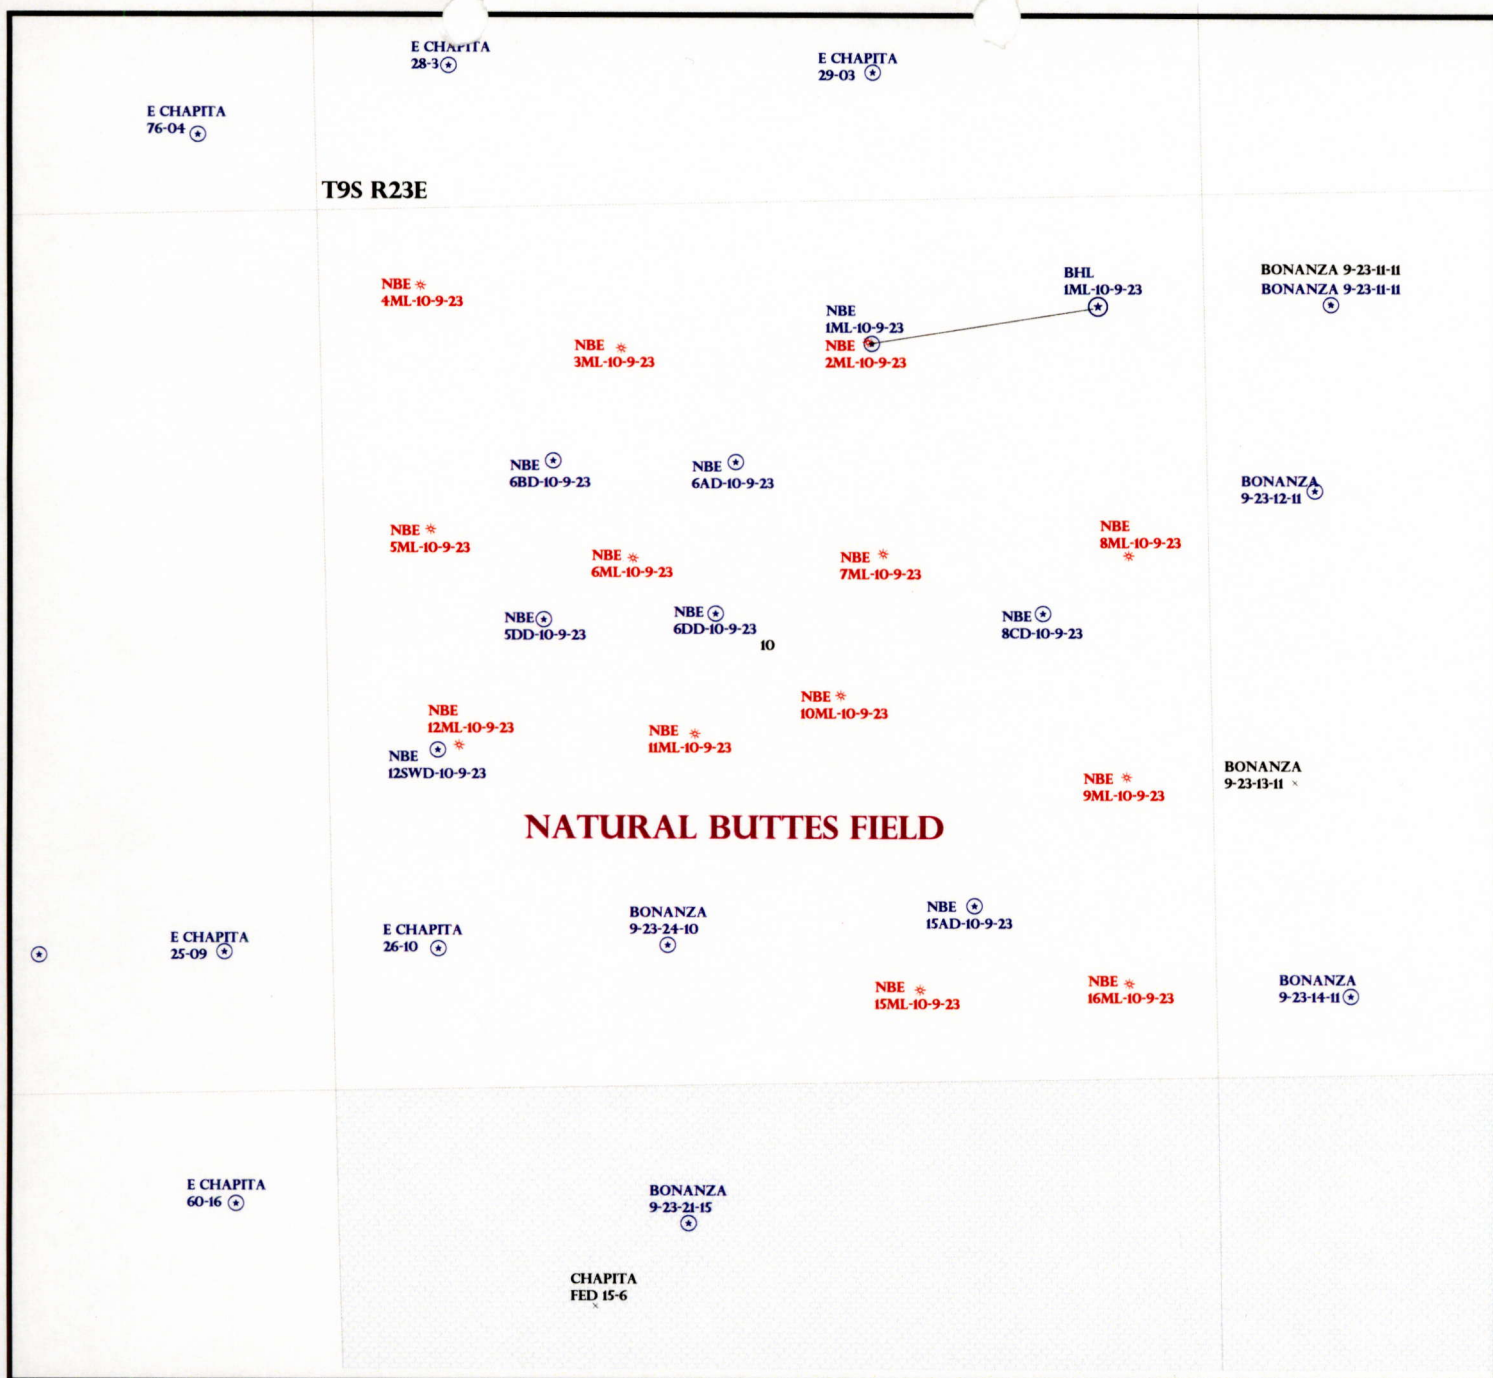 E CHAPITA
28-3
E CHAPITA
29-03
E CHAPITA
76-04
T9S R23E
NBE
4ML-10-9-23
BHL
1ML-10-9-23
BONANZA 9-23-11-11
BONANZA 9-23-11-11
NBE
1ML-10-9-23
NBE
2ML-10-9-23
NBE
3ML-10-9-23
NBE
6BD-10-9-23
NBE
6AD-10-9-23
BONANZA
9-23-12-11
NBE
5ML-10-9-23
NBE
8ML-10-9-23
NBE
6ML-10-9-23
NBE
7ML-10-9-23
NBE
5DD-10-9-23
NBE
6DD-10-9-23
NBE
8CD-10-9-23
10
NBE
10ML-10-9-23
NBE
12ML-10-9-23
NBE
11ML-10-9-23
NBE
12SWD-10-9-23
BONANZA
9-23-13-11
NBE
9ML-10-9-23
NATURAL BUTTES FIELD
NBE
15AD-10-9-23
BONANZA
9-23-24-10
E CHAPITA
26-10
E CHAPITA
25-09
NBE
15ML-10-9-23
NBE
16ML-10-9-23
BONANZA
9-23-14-11
E CHAPITA
60-16
BONANZA
9-23-21-15
CHAPITA
FED 15-6